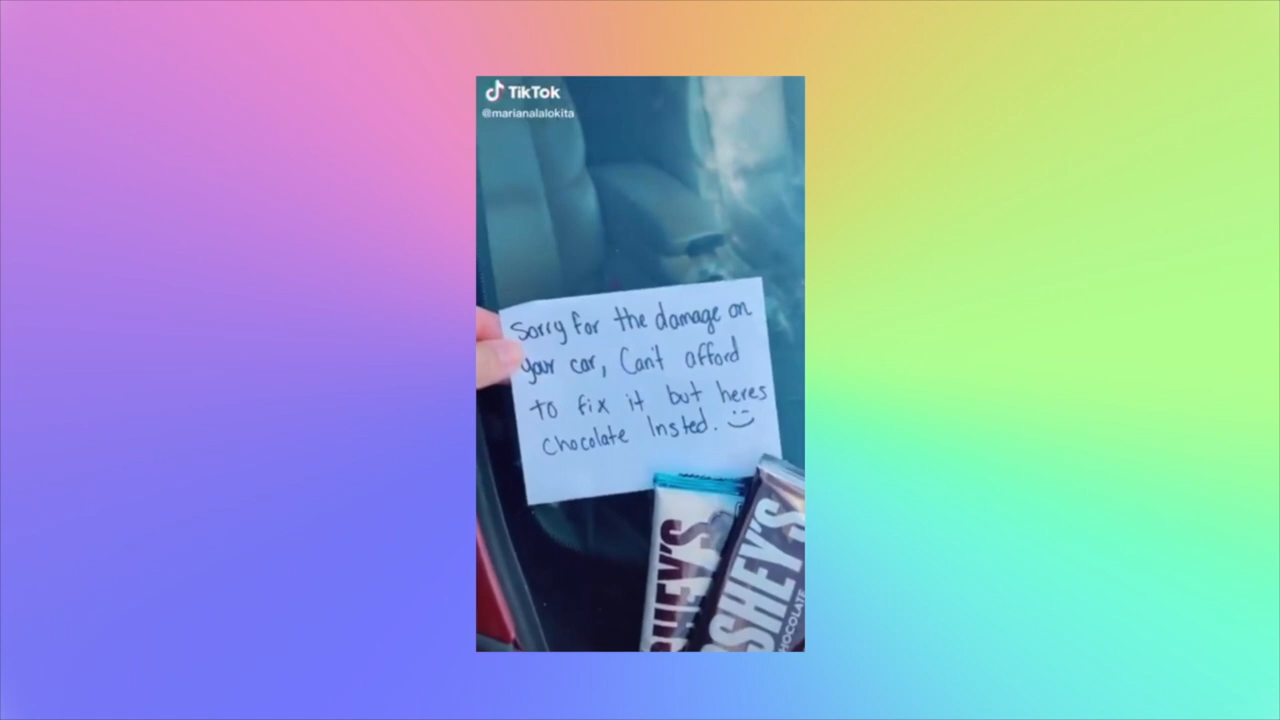 TikTok
@marianalalokita
Sorry for the damage on
your car, Can't afford
to fix it but heres
Chocolate Insted.
HERSHEY'S
CHOCOLATE